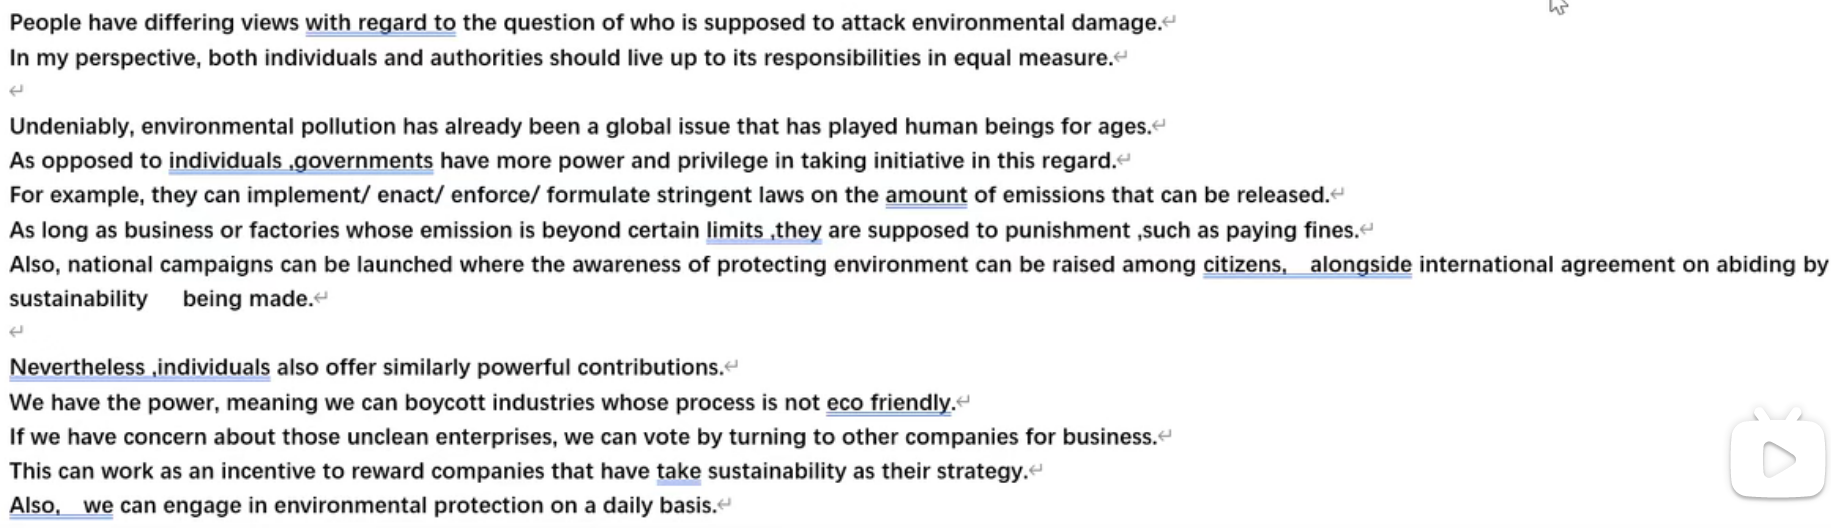 People have differing views with regard to the question of who is supposed to attack environmental damage.
In my perspective, both individuals and authorities should live up to its responsibilities in equal measure.
Undeniably, environmental pollution has already been a global issue that has played human beings for ages.
As opposed to individuals ,governments have more power and privilege in taking initiative in this regard.
For example, they can implement/ enact/ enforce/ formulate stringent laws on the amount of emissions that can be released.
As long as business or factories whose emission is beyond certain limits ,they are supposed to punishment ,such as paying fines.
Also, national campaigns can be launched where the awareness of protecting environment can be raised among citizens,   alongside international agreement on abiding by
sustainability     being made.
Nevertheless ,individuals also offer similarly powerful contributions.
We have the power, meaning we can boycott industries whose process is not eco friendly.
If we have concern about those unclean enterprises, we can vote by turning to other companies for business.
This can work as an incentive to reward companies that have take sustainability as their strategy.
Also,   we can engage in environmental protection on a daily basis.